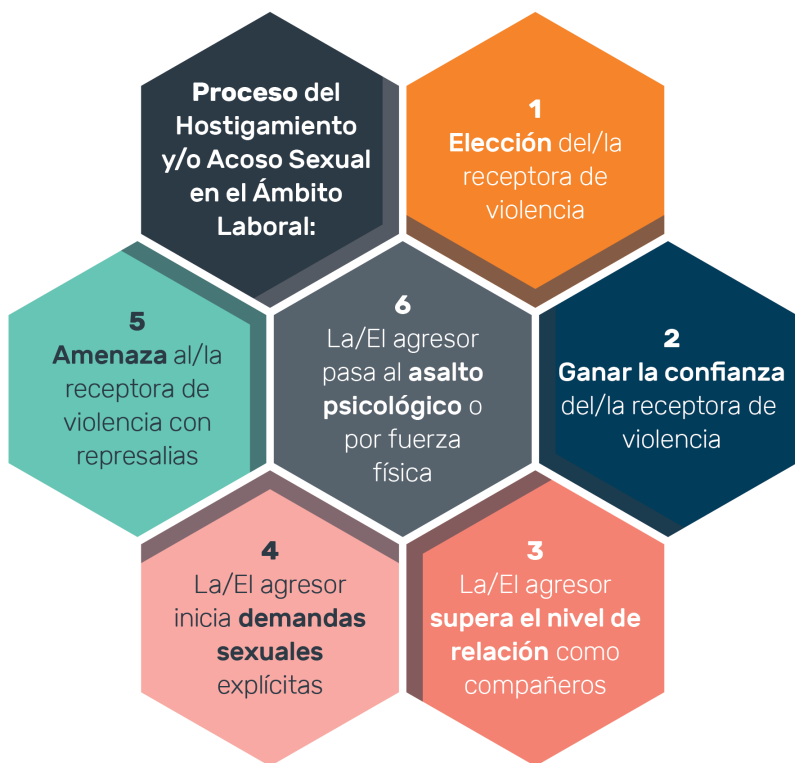 Proceso del
Hostigamiento
y/o Acoso Sexual
en el Ámbito
Laboral:
1
Elección del/la
receptora de
violencia
2
Ganar la confianza
del/la receptora de
violencia
3
La/El agresor
supera el nivel de
relación como
compañeros
4
La/El agresor
inicia demandas
sexuales
explícitas
5
Amenaza al/la
receptora de
violencia con
represalias
6
La/El agresor
pasa al asalto
psicológico o
por fuerza
física